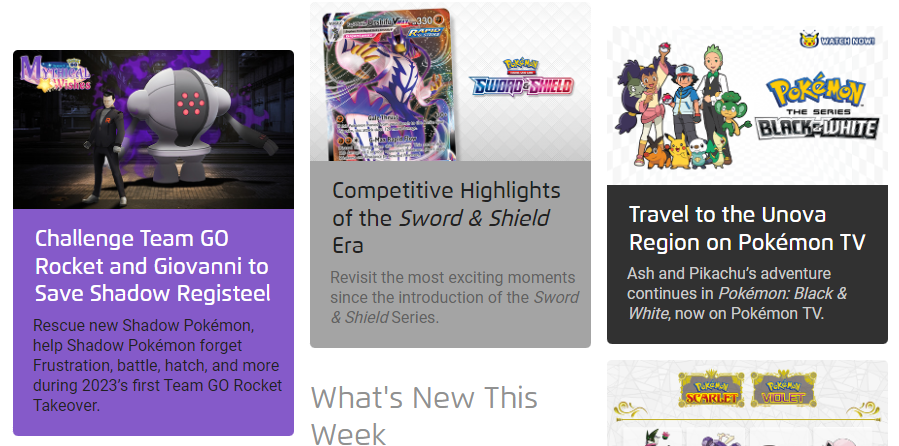 MYTHICAL
Wishes
Challenge Team GO
Rocket and Giovanni to
Save Shadow Registeel
Rescue new Shadow Pokémon,
help Shadow Pokémon forget
Frustration, battle, hatch, and more
during 2023’s first Team GO Rocket
Takeover.
330
RAPID
Pokémon
SWORD & SHIELD
Competitive Highlights
of the Sword & Shield
Era
Revisit the most exciting moments
since the introduction of the Sword
& Shield Series.
What's New This
Week
WATCH NOW!
Pokémon
THE SERIES
BLACK & WHITE
Travel to the Unova
Region on Pokémon TV
Ash and Pikachu’s adventure
continues in Pokémon: Black &
White, now on Pokémon TV.
Pokémon
SCARLET
Pokémon
VIOLET